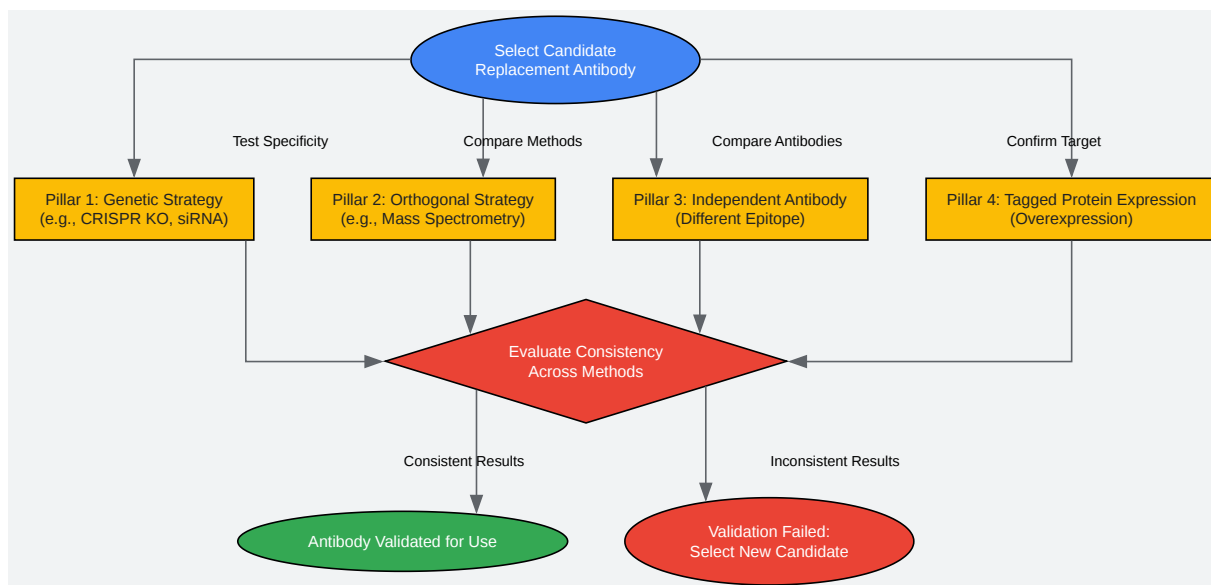 Select Candidate
Replacement Antibody
Test Specificity
Compare Methods
Compare Antibodies
Confirm Target
Pillar 1: Genetic Strategy
(e.g., CRISPR KO, siRNA)
Pillar 2: Orthogonal Strategy
(e.g., Mass Spectrometry)
Pillar 3: Independent Antibody
(Different Epitope)
Pillar 4: Tagged Protein Expression
(Overexpression)
Evaluate Consistency
Across Methods
Consistent Results
Inconsistent Results
Antibody Validated for Use
Validation Failed:
Select New Candidate